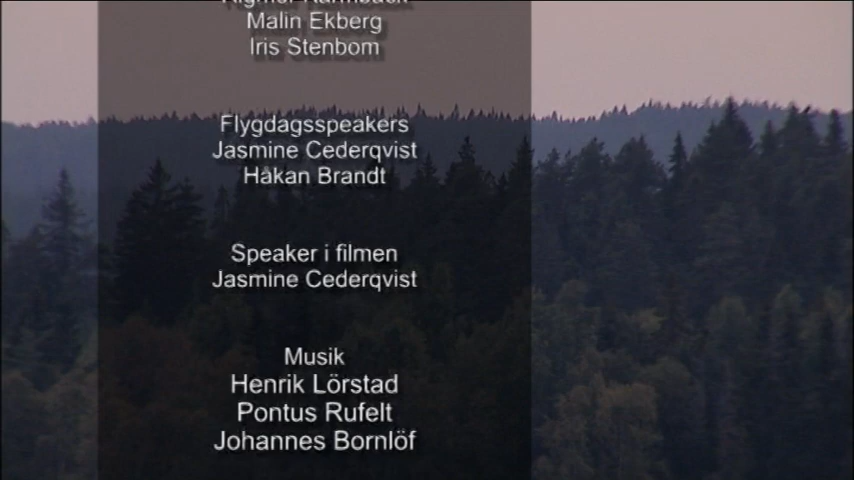 Malin Ekberg
Iris Stenbom
Flygdagsspeakers
Jasmine Cederqvist
Håkan Brandt
Speaker i filmen
Jasmine Cederqvist
Musik
Henrik Lörstad
Pontus Rufelt
Johannes Bornlöf